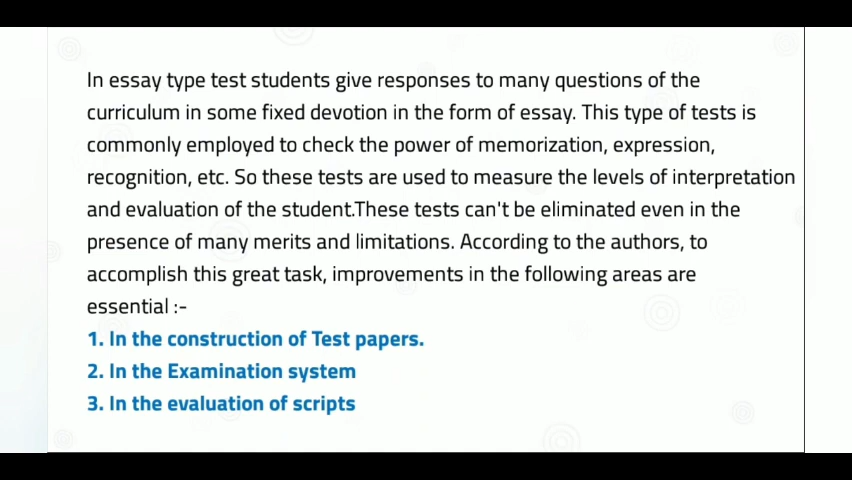 In essay type test students give responses to many questions of the
curriculum in some fixed devotion in the form of essay. This type of tests is
commonly employed to check the power of memorization, expression,
recognition, etc. So these tests are used to measure the levels of interpretation
and evaluation of the student.These tests can't be eliminated even in the
presence of many merits and limitations. According to the authors, to
accomplish this great task, improvements in the following areas are
essential :-
1. In the construction of Test papers.
2. In the Examination system
3. In the evaluation of scripts